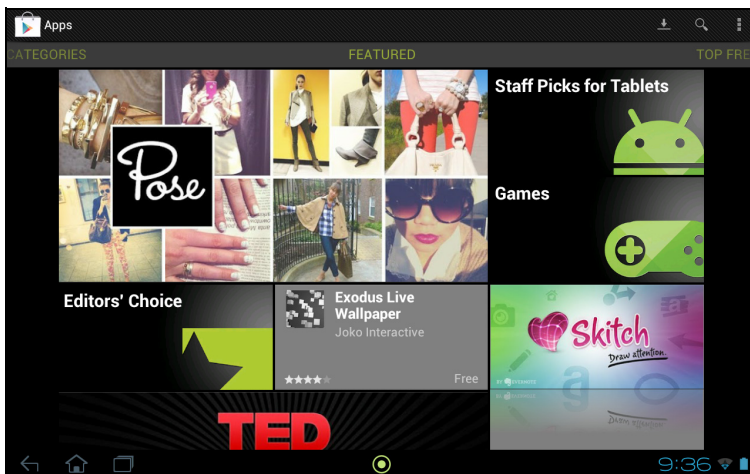 Apps
CATEGORIES
FEATURED
TOP FRE
Pose
Staff Picks for Tablets
Games
Editors' Choice
Exodus Live
Wallpaper
Joko Interactive
Free
Skitch
Draw attention.
TED
9:36